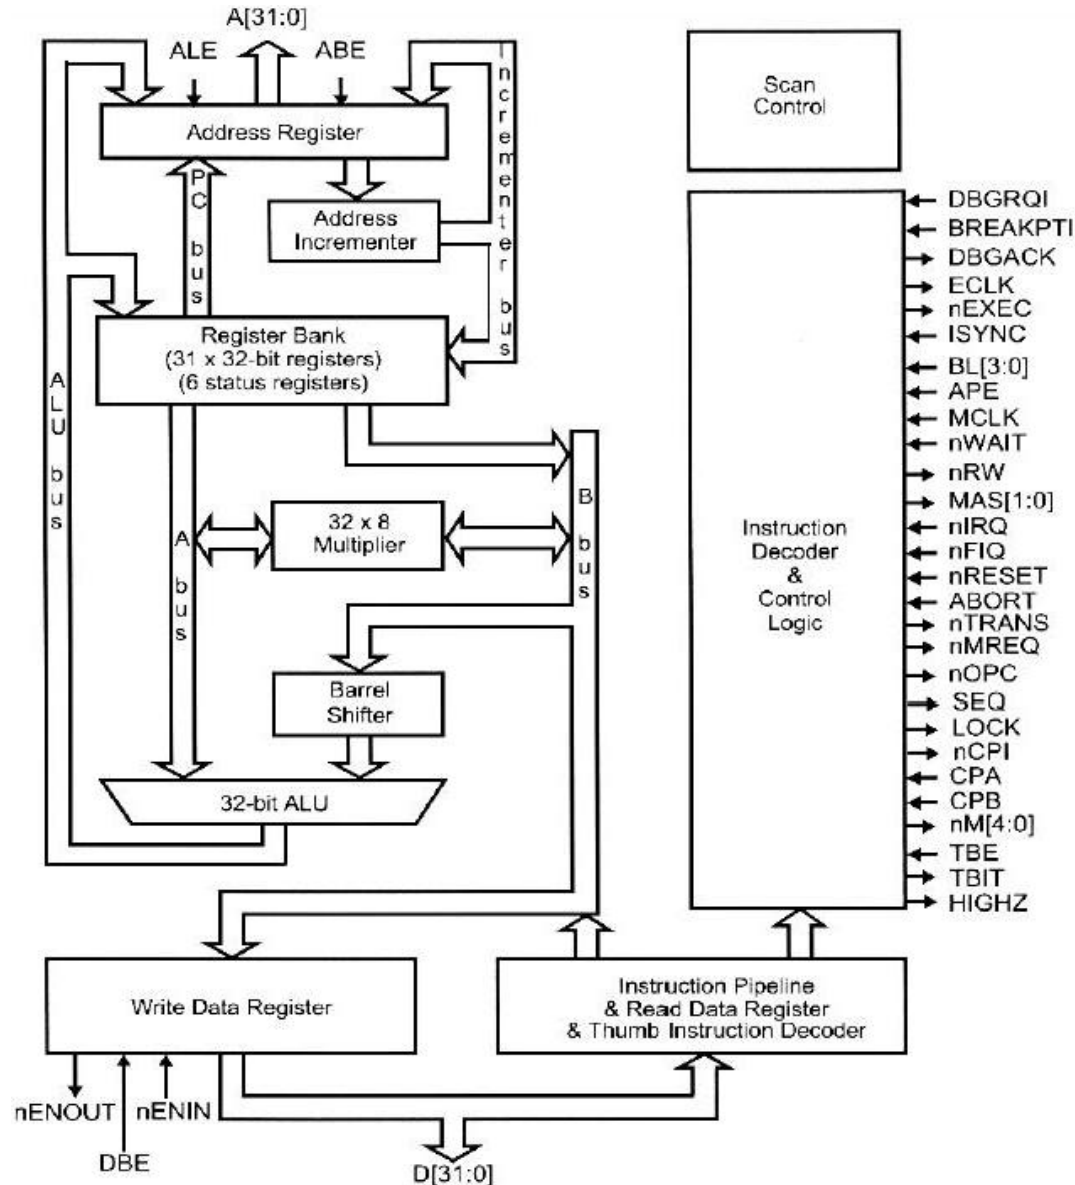 A[31:0]
ALE
ABE
Incrementer bus
Scan
Control
Address Register
PC bus
Address
Incrementer
DBGRQI
BREAKPTI
DBGACK
ECLK
nEXEC
ISYNC
BL[3:0]
APE
MCLK
nWAIT
nRW
MAS[1:0]
nIRQ
nFIQ
nRESET
ABORT
nTRANS
nMREQ
nOPC
SEQ
LOCK
nCPI
CPA
CPB
nM[4:0]
TBE
TBIT
HIGHZ
Register Bank
(31 x 32-bit registers)
(6 status registers)
ALU bus
A bus
B bus
32 x 8
Multiplier
Instruction
Decoder
&
Control
Logic
Barrel
Shifter
32-bit ALU
Write Data Register
Instruction Pipeline
& Read Data Register
& Thumb Instruction Decoder
nENOUT
nENIN
DBE
D[31:0]